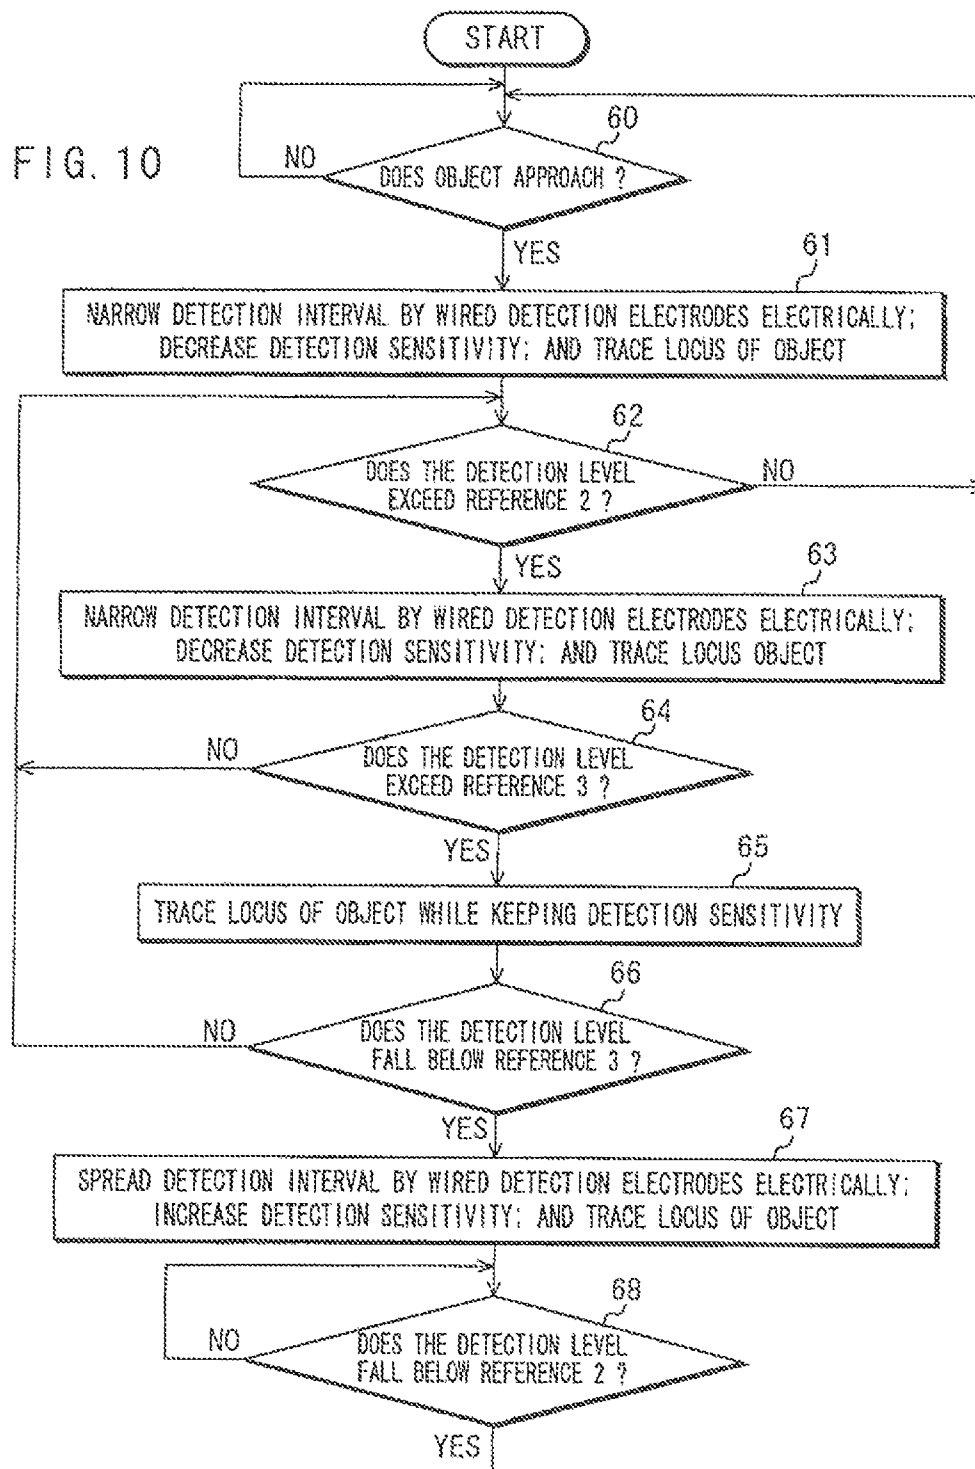 START
FIG. 10
60
NO
DOES OBJECT APPROACH ?
YES
61
NARROW DETECTION INTERVAL BY WIRED DETECTION ELECTRODES ELECTRICALLY;
DECREASE DETECTION SENSITIVITY; AND TRACE LOCUS OF OBJECT
62
DOES THE DETECTION LEVEL
EXCEED REFERENCE 2 ?
NO
YES
63
NARROW DETECTION INTERVAL BY WIRED DETECTION ELECTRODES ELECTRICALLY;
DECREASE DETECTION SENSITIVITY; AND TRACE LOCUS OBJECT
64
NO
DOES THE DETECTION LEVEL
EXCEED REFERENCE 3 ?
YES
65
TRACE LOCUS OF OBJECT WHILE KEEPING DETECTION SENSITIVITY
66
NO
DOES THE DETECTION LEVEL
FALL BELOW REFERENCE 3 ?
YES
67
SPREAD DETECTION INTERVAL BY WIRED DETECTION ELECTRODES ELECTRICALLY;
INCREASE DETECTION SENSITIVITY; AND TRACE LOCUS OF OBJECT
68
NO
DOES THE DETECTION LEVEL
FALL BELOW REFERENCE 2 ?
YES